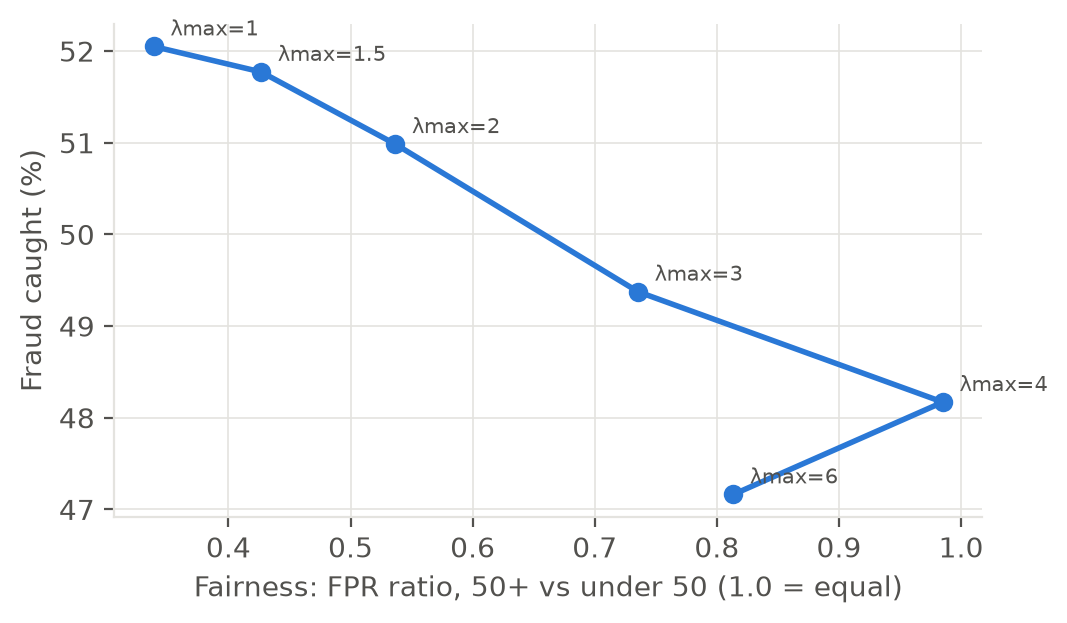 λmax=1
λmax=1.5
λmax=2
λmax=3
λmax=4
λmax=6
52
51
50
49
48
47
Fraud caught (%)
0.4 0.5 0.6 0.7 0.8 0.9 1.0
Fairness: FPR ratio, 50+ vs under 50 (1.0 = equal)